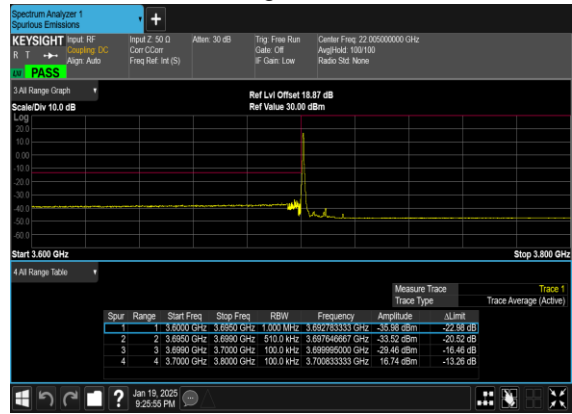 Spectrum Analyzer 1
Spurious Emissions
KEYSIGHT Input: RF Input Z: 50 Ω Atten: 30 dB Trig: Free Run Center Freq: 22.005000000 GHz
R T Coupling: DC Corr CCorr Gate: Off Avg|Hold: 100/100
Align: Auto Freq Ref: Int (S) IF Gain: Low Radio Std: None
PASS
3 All Range Graph
Ref Lvl Offset 18.87 dB
Scale/Div 10.0 dB Ref Value 30.00 dBm
Log
20.0
10.0
0.00
-10.0
-20.0
-30.0
-40.0
-50.0
-60.0
Start 3.600 GHz Stop 3.800 GHz
4 All Range Table
Measure Trace Trace 1
Trace Type Trace Average (Active)
Spur Range Start Freq Stop Freq RBW Frequency Amplitude ΔLimit
1 1 3.6000 GHz 3.6950 GHz 1.000 MHz 3.692783333 GHz -35.98 dBm -22.98 dB
2 2 3.6950 GHz 3.6990 GHz 510.0 kHz 3.697646667 GHz -33.52 dBm -20.52 dB
3 3 3.6990 GHz 3.7000 GHz 100.0 kHz 3.699995000 GHz -29.46 dBm -16.46 dB
4 4 3.7000 GHz 3.8000 GHz 100.0 kHz 3.700833333 GHz 16.74 dBm -13.26 dB
? Jan 19, 2025
9:25:55 PM